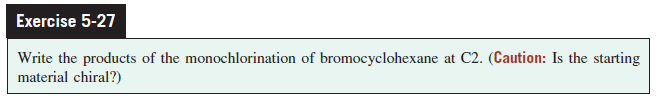 Exercise 5-27
Write the products of the monochlorination of bromocyclohexane at C2. (Caution: Is the starting
material chiral?)